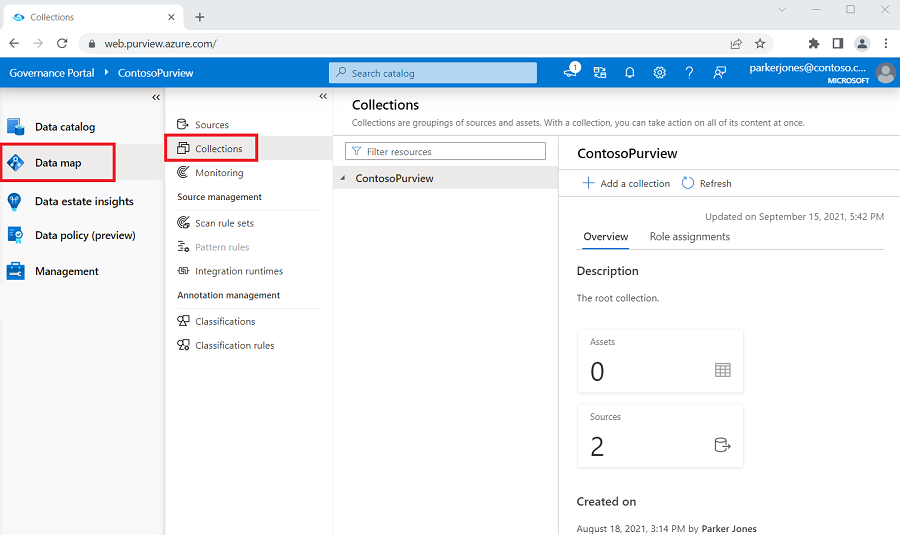 Collections
web.purview.azure.com/
Governance Portal ContosoPurview
Search catalog
1
parkerjones@contoso.c...
MICROSOFT
Data catalog
Data map
Data estate insights
Data policy (preview)
Management
Sources
Collections
Monitoring
Source management
Scan rule sets
Pattern rules
Integration runtimes
Annotation management
Classifications
Classification rules
Collections
Collections are groupings of sources and assets. With a collection, you can take action on all of its content at once.
Filter resources
ContosoPurview
ContosoPurview
Add a collection Refresh
Updated on September 15, 2021, 5:42 PM
Overview Role assignments
Description
The root collection.
Assets
0
Sources
2
Created on
August 18, 2021, 3:14 PM by Parker Jones